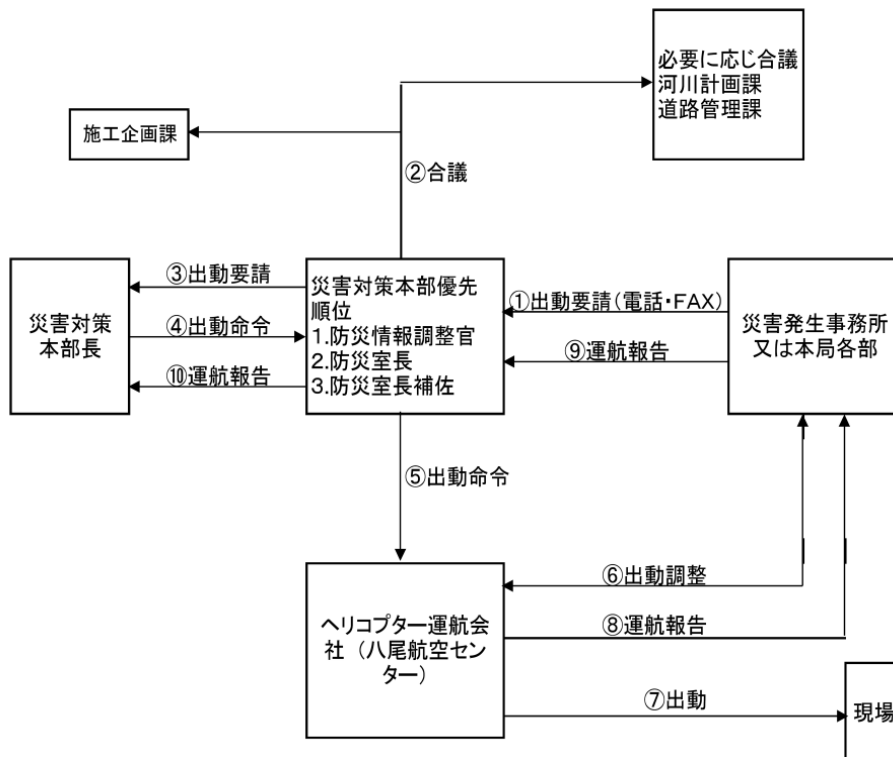 必要に応じ合議
河川計画課
道路管理課
施工企画課
②合議
災害対策
本部長
③出動要請
④出動命令
⑩運航報告
災害対策本部優先
順位
1.防災情報調整官
2.防災室長
3.防災室長補佐
①出動要請(電話・FAX)
⑨運航報告
災害発生事務所
又は本局各部
⑤出動命令
ヘリコプター運航会
社（八尾航空セン
ター）
⑥出動調整
⑧運航報告
⑦出動
現場